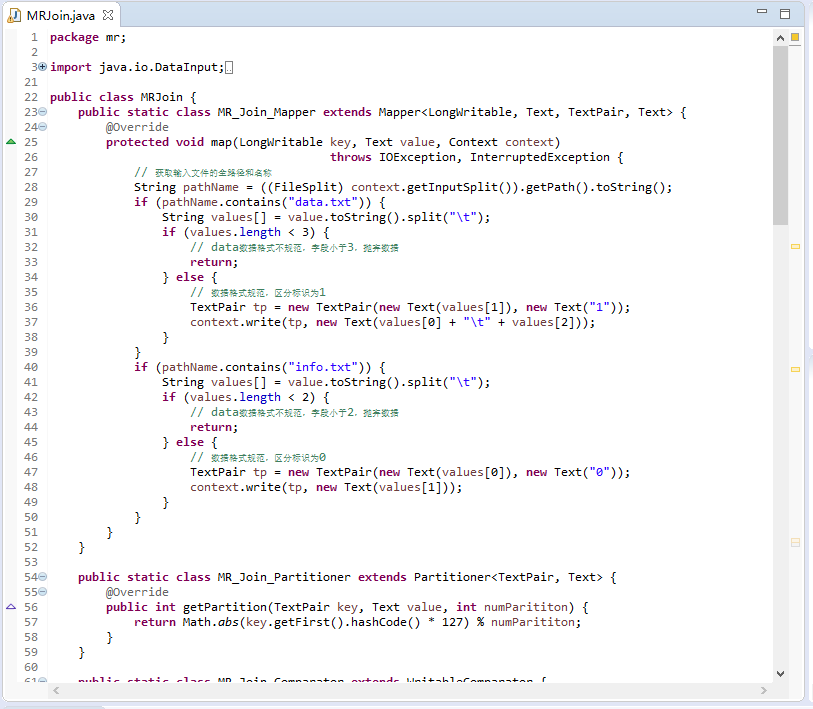 MRJoin.java
1 package mr;
2
3 import java.io.DataInput;
21
22 public class MRJoin {
23 public static class MR_Join_Mapper extends Mapper<LongWritable, Text, TextPair, Text> {
24 @Override
25 protected void map(LongWritable key, Text value, Context context)
26 throws IOException, InterruptedException {
27 // 获取输入文件的全路径和名称
28 String pathName = ((FileSplit) context.getInputSplit()).getPath().toString();
29 if (pathName.contains("data.txt")) {
30 String values[] = value.toString().split("\t");
31 if (values.length < 3) {
32 // data数据格式不规范，字段小于3，抛弃数据
33 return;
34 } else {
35 // 数据格式规范，区分标识为1
36 TextPair tp = new TextPair(new Text(values[1]), new Text("1"));
37 context.write(tp, new Text(values[0] + "\t" + values[2]));
38 }
39 }
40 if (pathName.contains("info.txt")) {
41 String values[] = value.toString().split("\t");
42 if (values.length < 2) {
43 // data数据格式不规范，字段小于2，抛弃数据
44 return;
45 } else {
46 // 数据格式规范，区分标识为0
47 TextPair tp = new TextPair(new Text(values[0]), new Text("0"));
48 context.write(tp, new Text(values[1]));
49 }
50 }
51 }
52 }
53
54 public static class MR_Join_Partitioner extends Partitioner<TextPair, Text> {
55 @Override
56 public int getPartition(TextPair key, Text value, int numParititon) {
57 return Math.abs(key.getFirst().hashCode() * 127) % numParititon;
58 }
59 }
60
61 public static class MR_Join_Comparator extends WritableComparator {